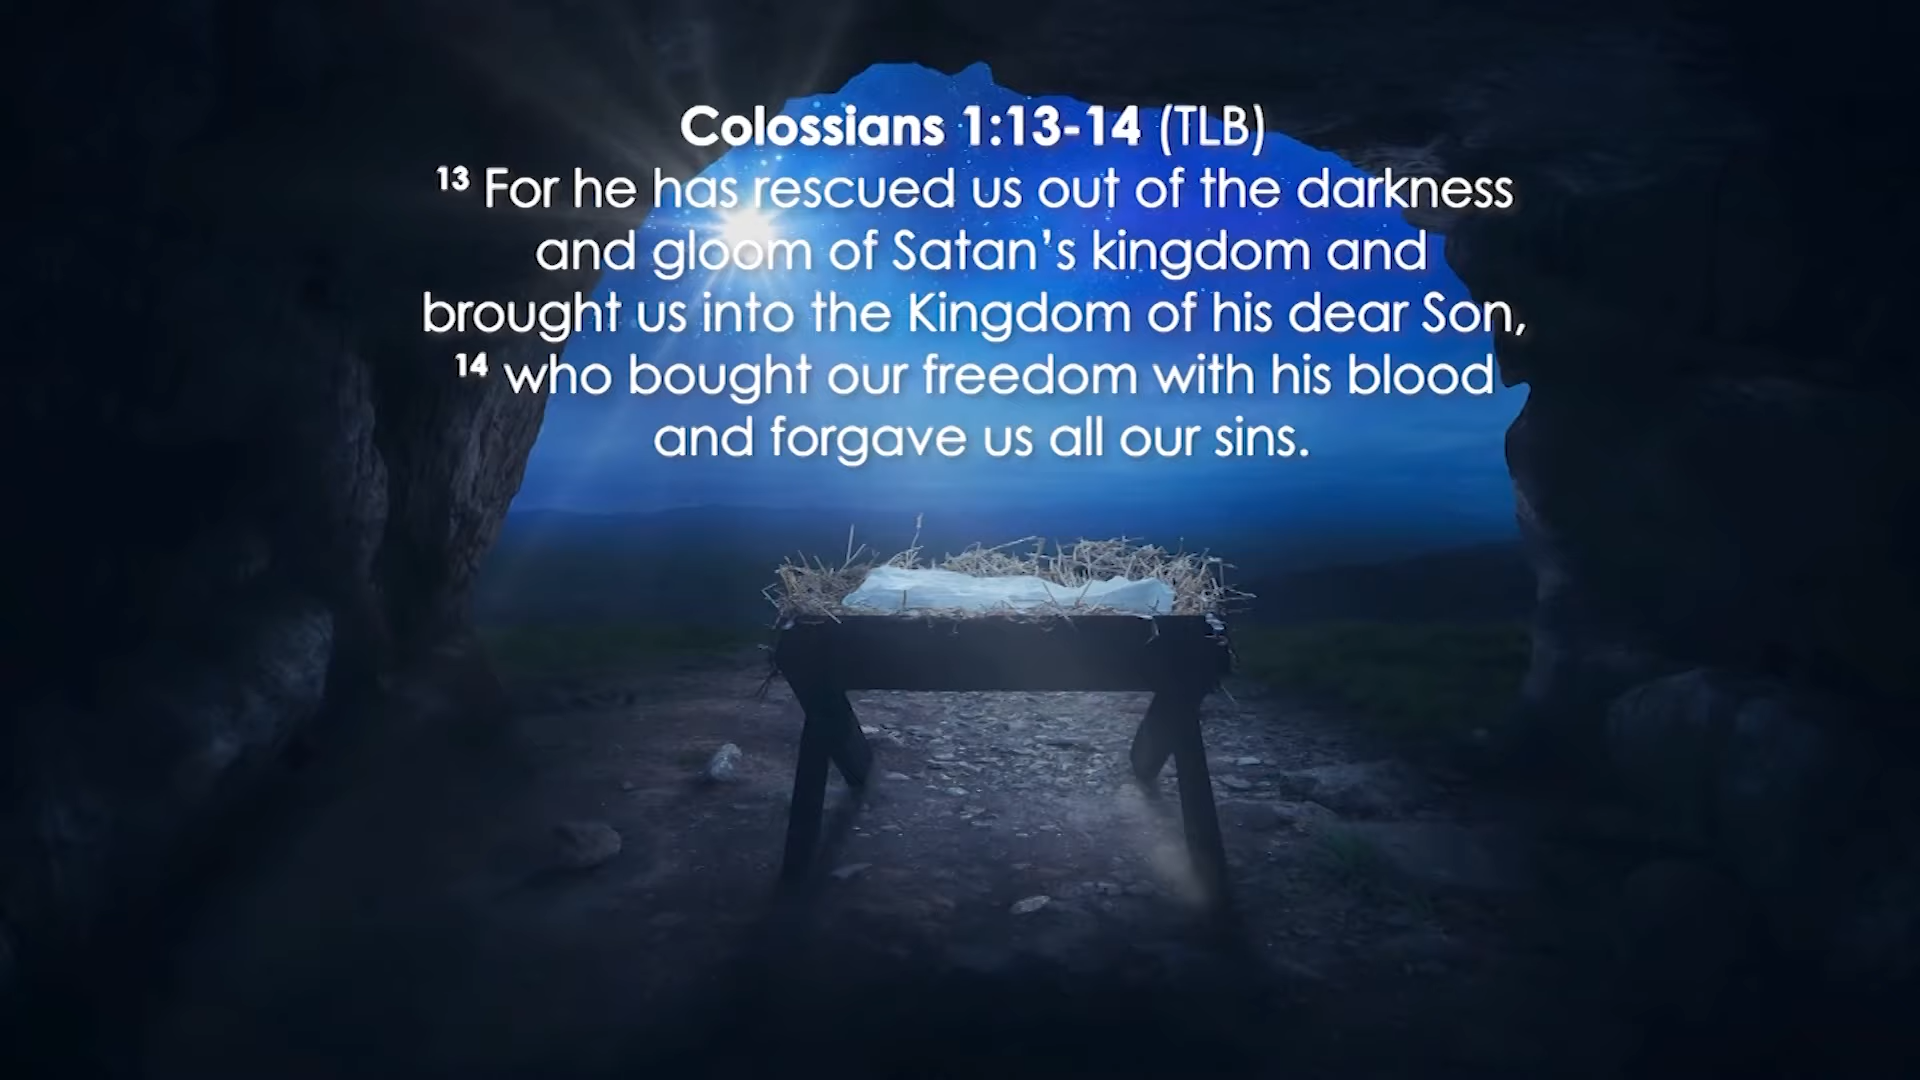 Colossians 1:13-14 (TLB)
13 For he has rescued us out of the darkness
and gloom of Satan’s kingdom and
brought us into the Kingdom of his dear Son,
14 who bought our freedom with his blood
and forgave us all our sins.